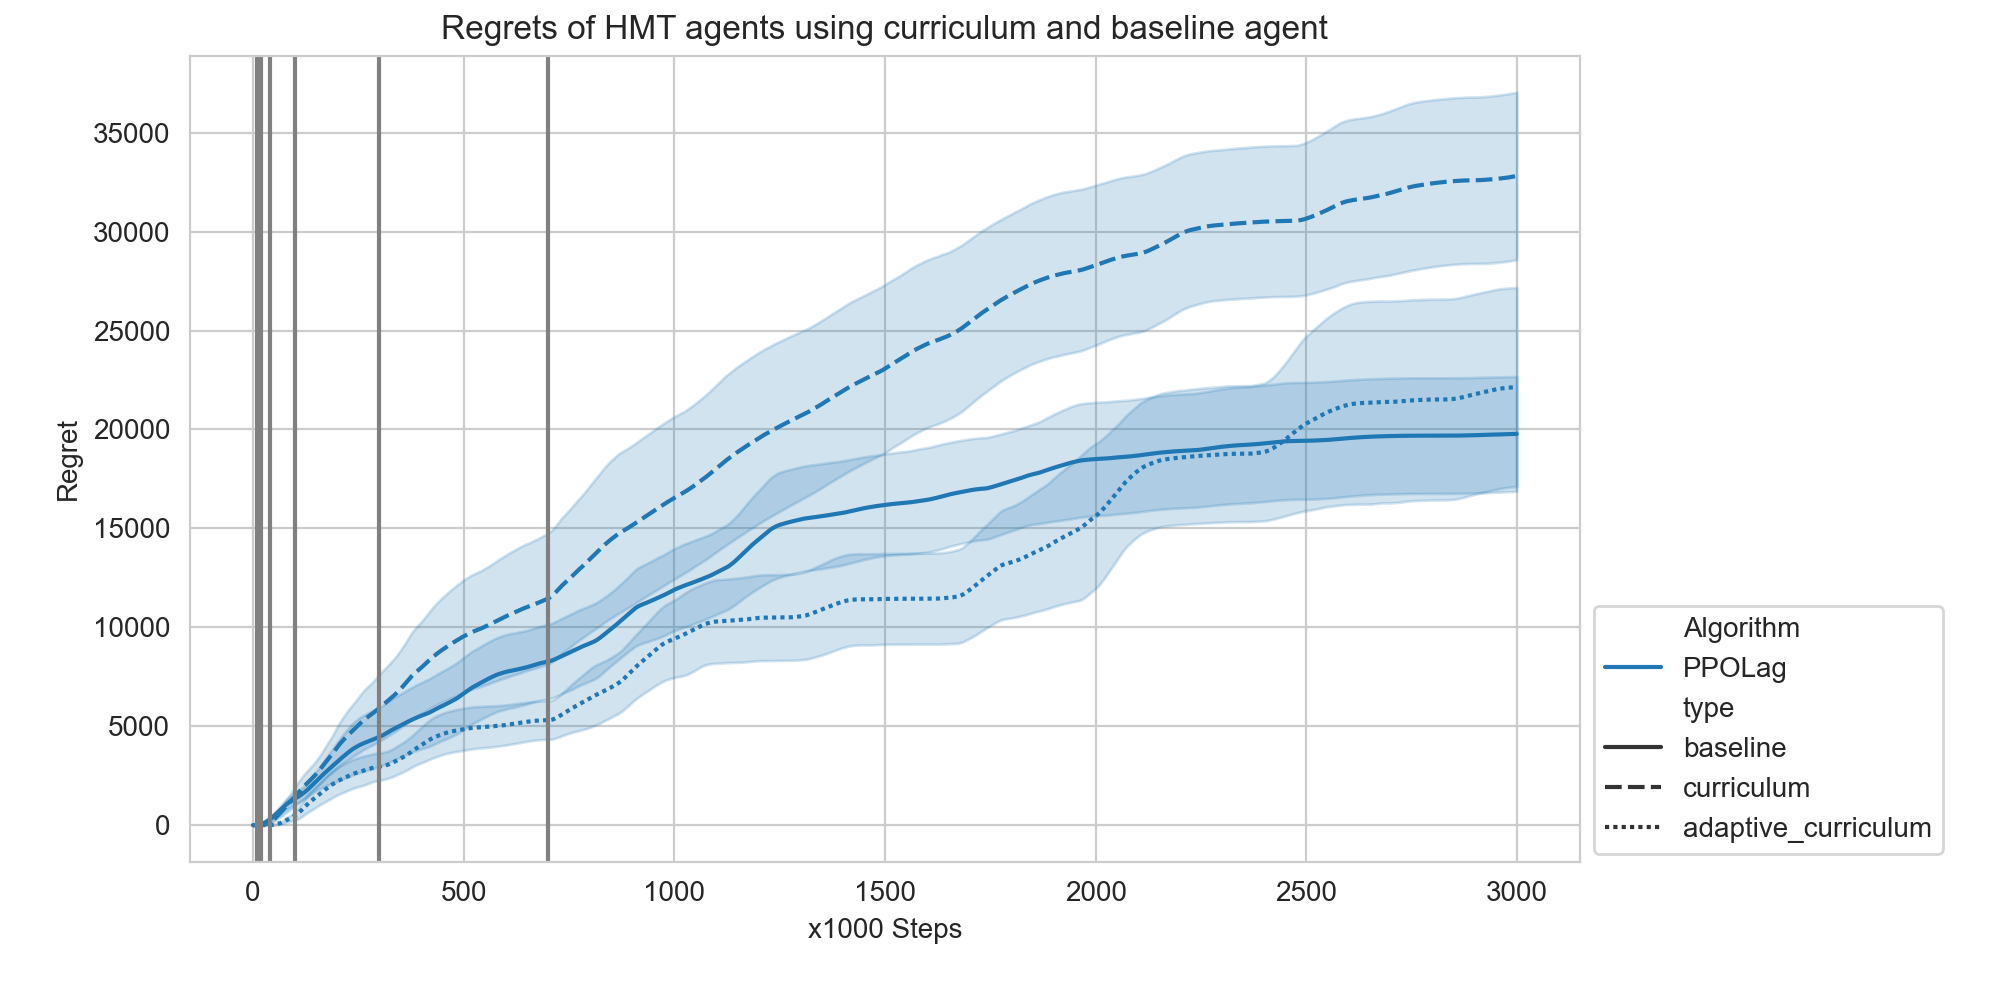 Regrets of HMT agents using curriculum and baseline agent
35000
30000
25000
20000
15000
10000
5000
0
Regret
0 500 1000 1500 2000 2500 3000
x1000 Steps
Algorithm
PPOLag
type
baseline
curriculum
adaptive_curriculum